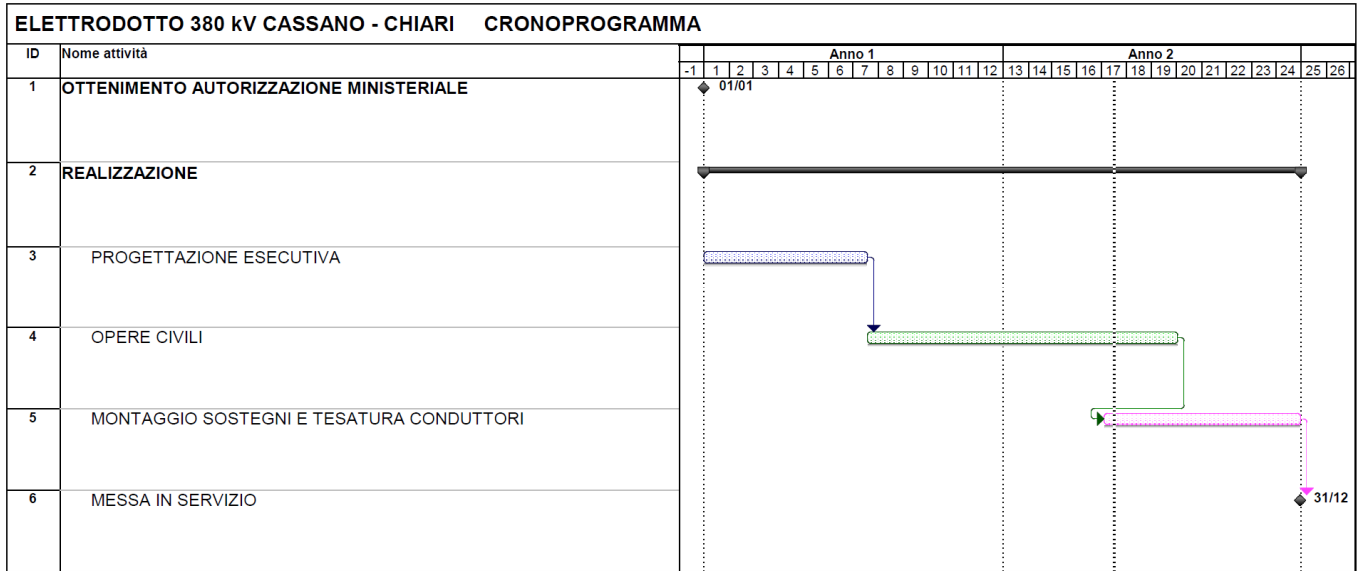 ELETTRODOTTO 380 kV CASSANO - CHIARI CRONOPROGRAMMA
ID Nome attività Anno 1 Anno 2
-1 1 2 3 4 5 6 7 8 9 10 11 12 13 14 15 16 17 18 19 20 21 22 23 24 25 26
1 OTTENIMENTO AUTORIZZAZIONE MINISTERIALE 01/01
2 REALIZZAZIONE
3 PROGETTAZIONE ESECUTIVA
4 OPERE CIVILI
5 MONTAGGIO SOSTEGNI E TESATURA CONDUTTORI
6 MESSA IN SERVIZIO 31/12